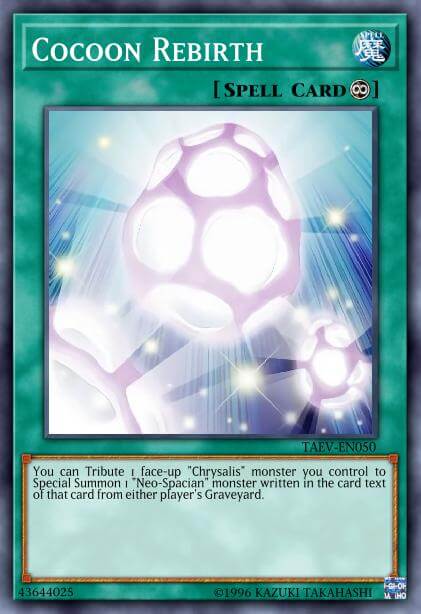 Cocoon Rebirth
SPELL
魔
[Spell Card]
TAEV-EN050
You can Tribute 1 face-up "Chrysalis" monster you control to
Special Summon 1 "Neo-Spacian" monster written in the card text
of that card from either player's Graveyard.
43644025
©1996 KAZUKI TAKAHASHI